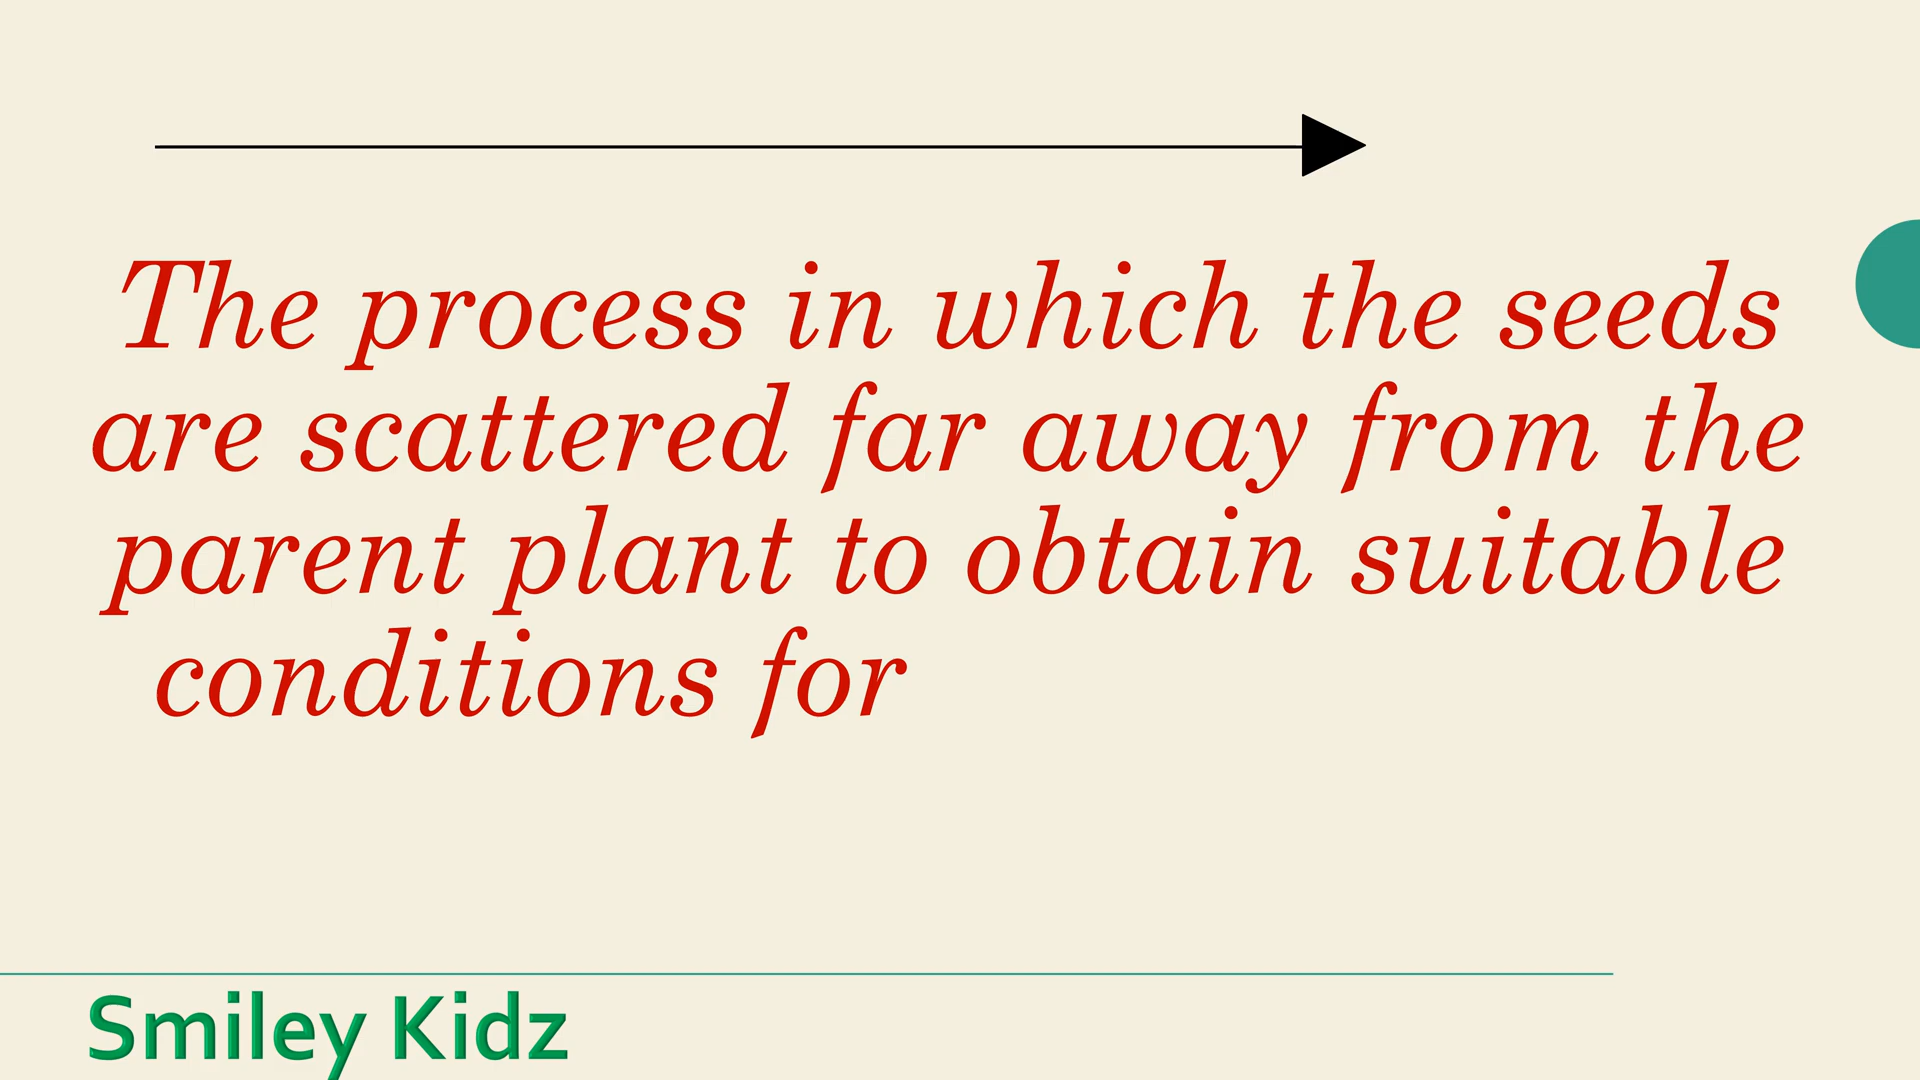 The process in which the seeds
are scattered far away from the
parent plant to obtain suitable
conditions for
Smiley Kidz